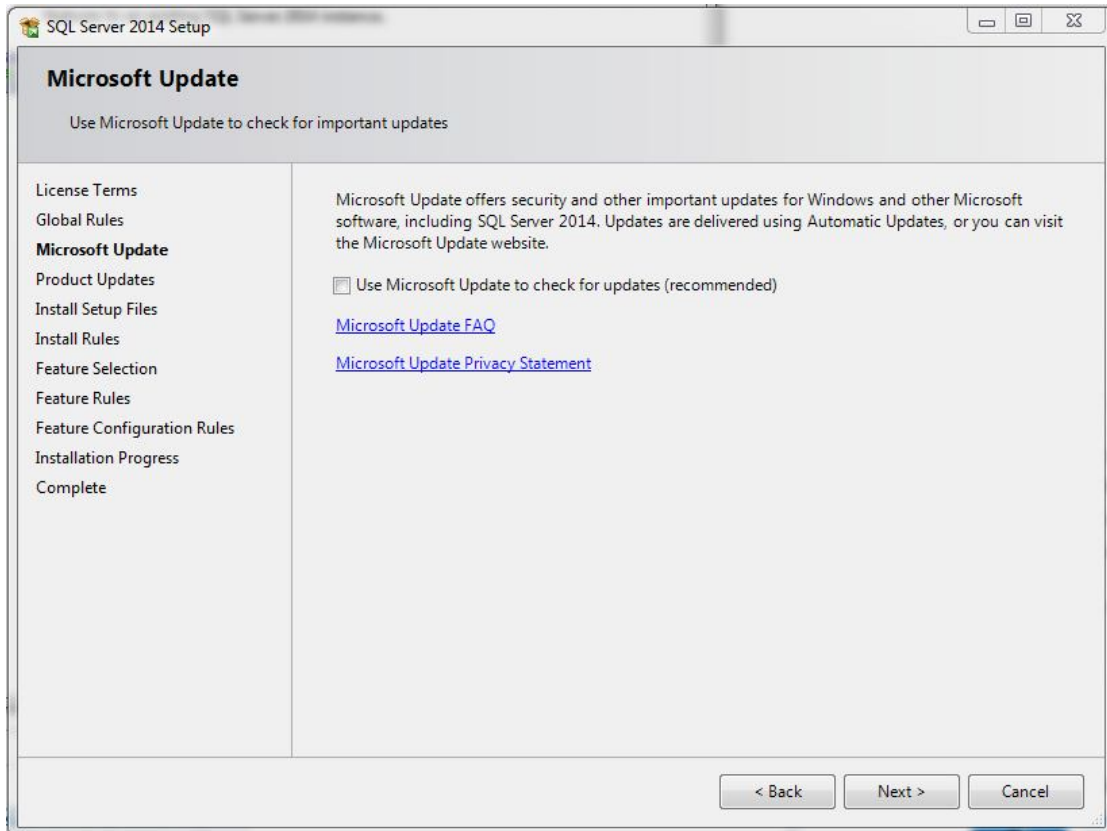 SQL Server 2014 Setup
Microsoft Update
Use Microsoft Update to check for important updates
License Terms
Global Rules
Microsoft Update
Product Updates
Install Setup Files
Install Rules
Feature Selection
Feature Rules
Feature Configuration Rules
Installation Progress
Complete
Microsoft Update offers security and other important updates for Windows and other Microsoft
software, including SQL Server 2014. Updates are delivered using Automatic Updates, or you can visit
the Microsoft Update website.
Use Microsoft Update to check for updates (recommended)
Microsoft Update FAQ
Microsoft Update Privacy Statement
< Back
Next >
Cancel